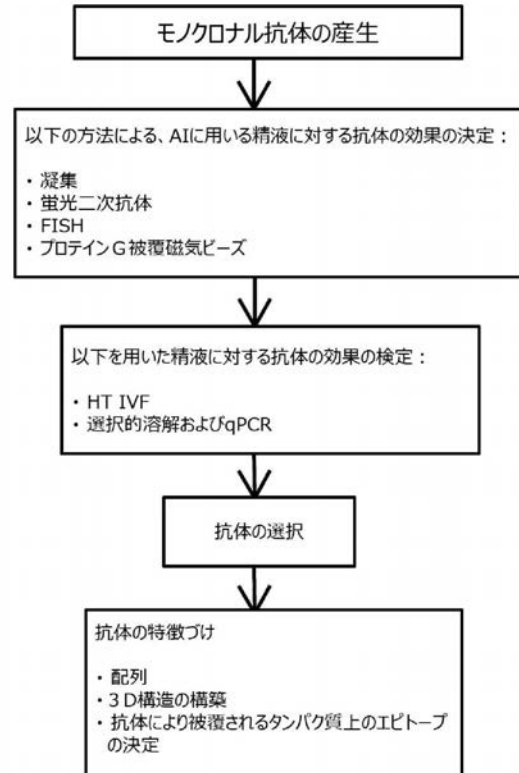 モノクロナル抗体の産生
以下の方法による、AIに用いる精液に対する抗体の効果の決定：
・凝集
・蛍光二次抗体
・FISH
・プロテインG被覆磁気ビーズ
以下を用いた精液に対する抗体の効果の検定：
・HT IVF
・選択的溶解およびqPCR
抗体の選択
抗体の特徴づけ
・配列
・3D構造の構築
・抗体により被覆されるタンパク質上のエピトープ
の決定